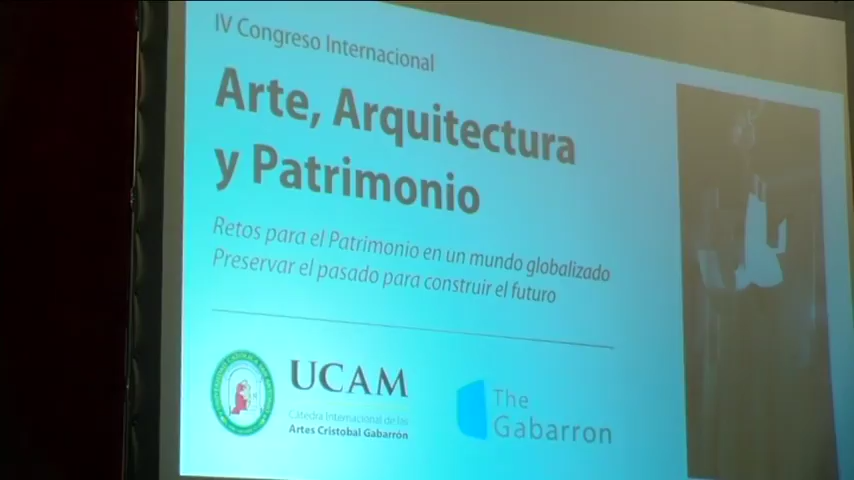 IV Congreso Internacional
Arte, Arquitectura
y Patrimonio
Retos para el Patrimonio en un mundo globalizado
Preservar el pasado para construir el futuro
UCAM
Cátedra Internacional de las
Artes Cristobal Gabarrón
The
Gabarron